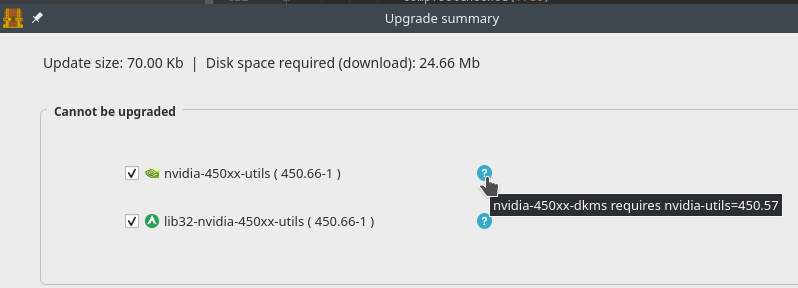 Upgrade summary
Update size: 70.00 Kb | Disk space required (download): 24.66 Mb
Cannot be upgraded
nvidia-450xx-utils ( 450.66-1 )
?
nvidia-450xx-dkms requires nvidia-utils=450.57
lib32-nvidia-450xx-utils ( 450.66-1 )
?